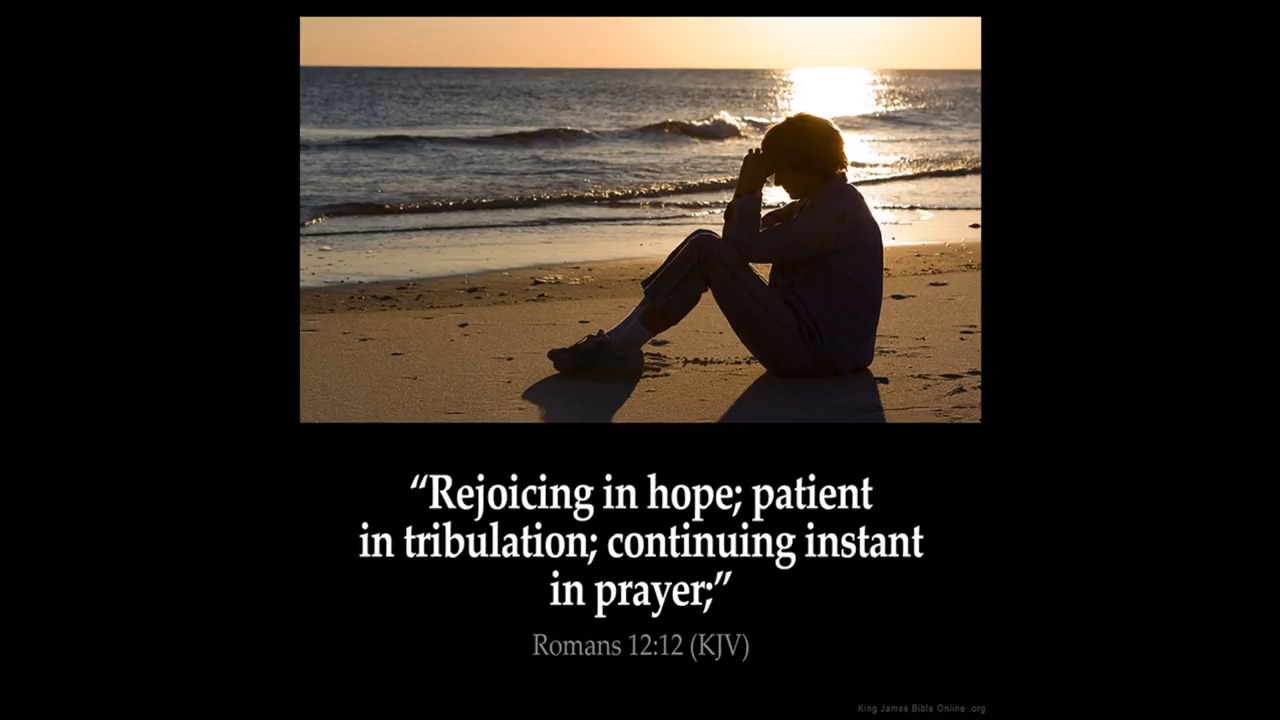 “Rejoicing in hope; patient
in tribulation; continuing instant
in prayer;”
Romans 12:12 (KJV)
King James Bible Online .org